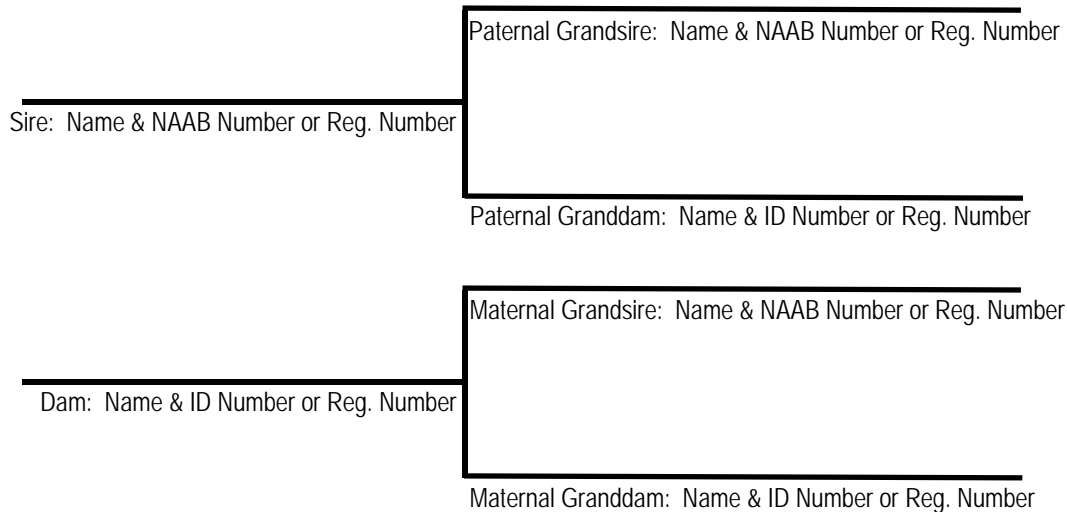 Paternal Grandsire: Name & NAAB Number or Reg. Number
Sire: Name & NAAB Number or Reg. Number
Paternal Granddam: Name & ID Number or Reg. Number
Maternal Grandsire: Name & NAAB Number or Reg. Number
Dam: Name & ID Number or Reg. Number
Maternal Granddam: Name & ID Number or Reg. Number